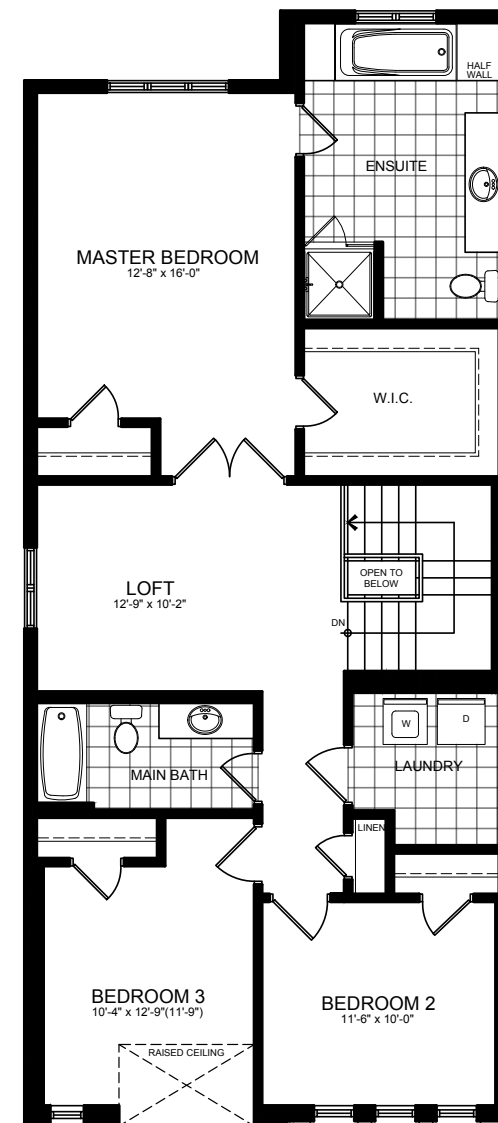 HALF
WALL
ENSUITE
MASTER BEDROOM
12'-8" x 16'-0"
W.I.C.
OPEN TO
BELOW
LOFT
12'-9" x 10'-2"
DN
W
D
MAIN BATH
LAUNDRY
LINEN
BEDROOM 3
10'-4" x 12'-9"(11'-9")
BEDROOM 2
11'-6" x 10'-0"
RAISED CEILING